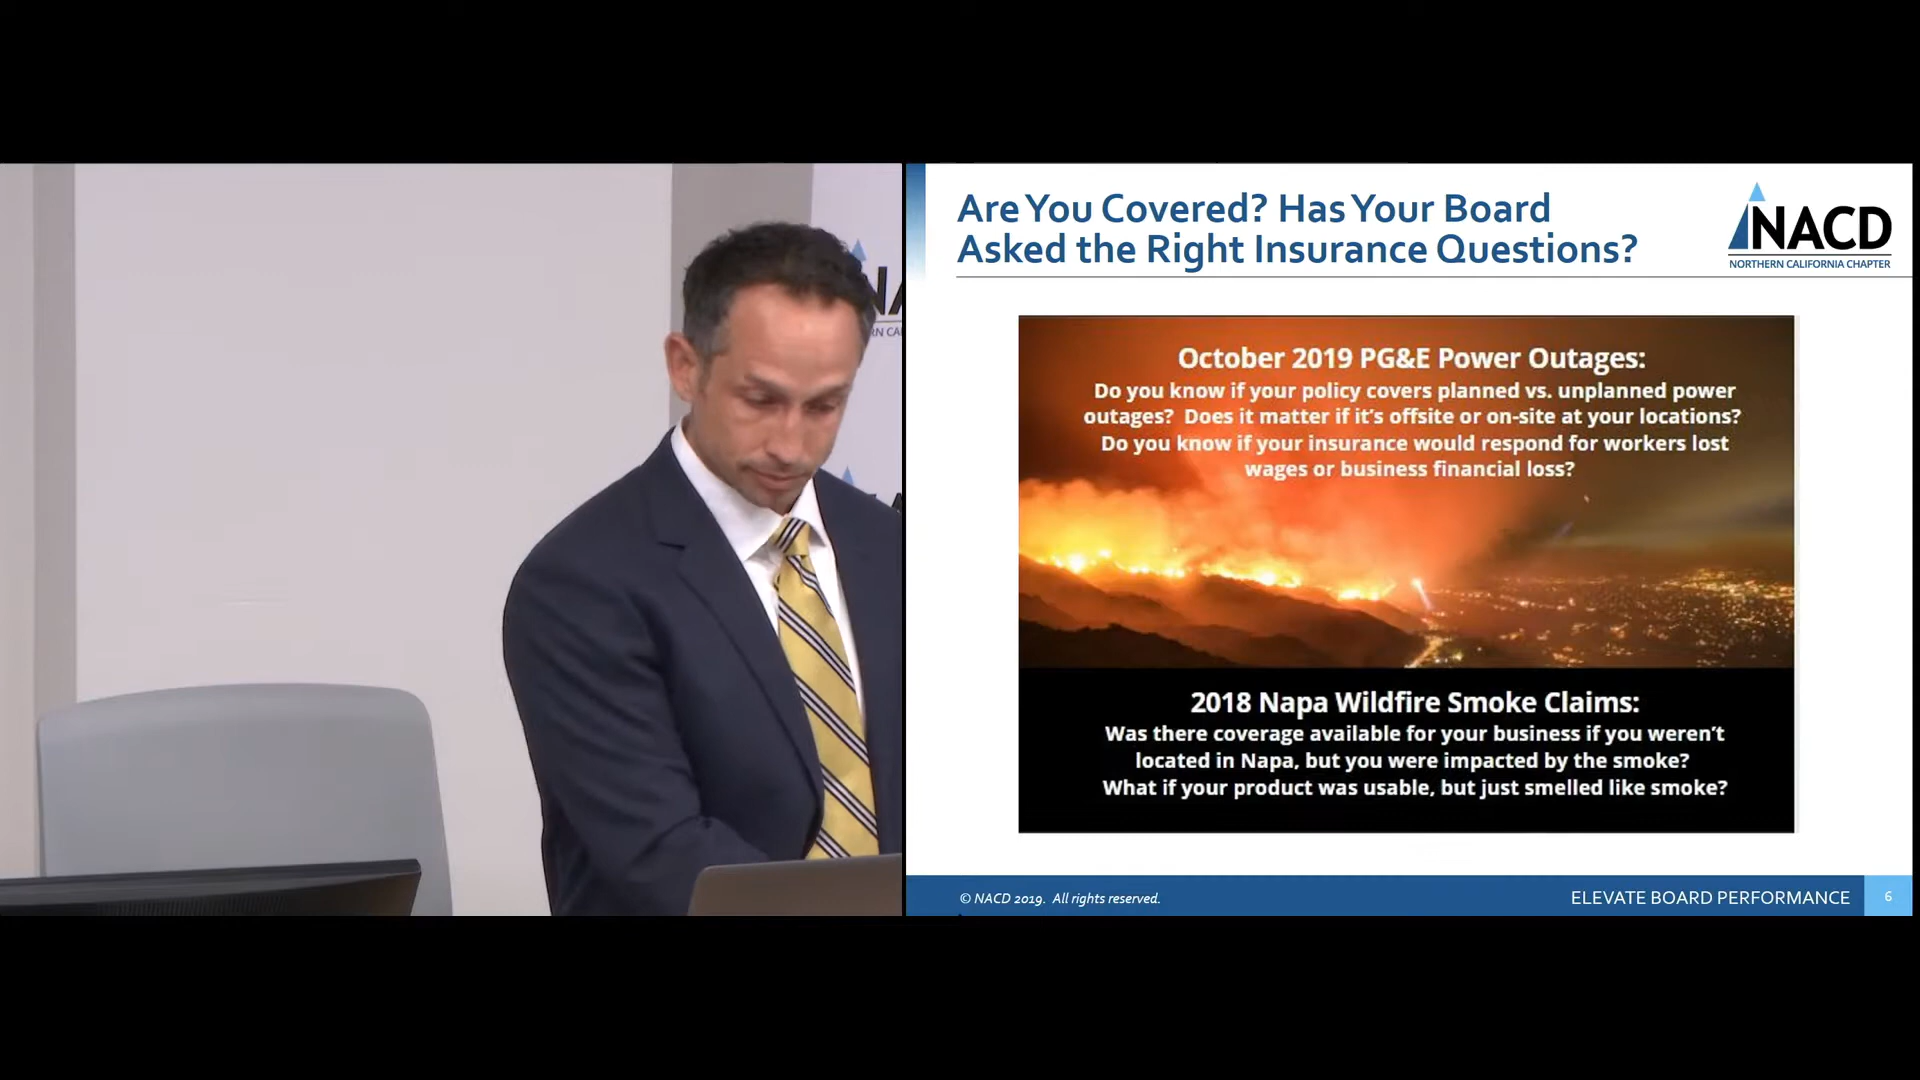 Are You Covered? Has Your Board
Asked the Right Insurance Questions?
NACD
NORTHERN CALIFORNIA CHAPTER
October 2019 PG&E Power Outages:
Do you know if your policy covers planned vs. unplanned power
outages? Does it matter if it's offsite or on-site at your locations?
Do you know if your insurance would respond for workers lost
wages or business financial loss?
2018 Napa Wildfire Smoke Claims:
Was there coverage available for your business if you weren't
located in Napa, but you were impacted by the smoke?
What if your product was usable, but just smelled like smoke?
© NACD 2019. All rights reserved.
ELEVATE BOARD PERFORMANCE
6